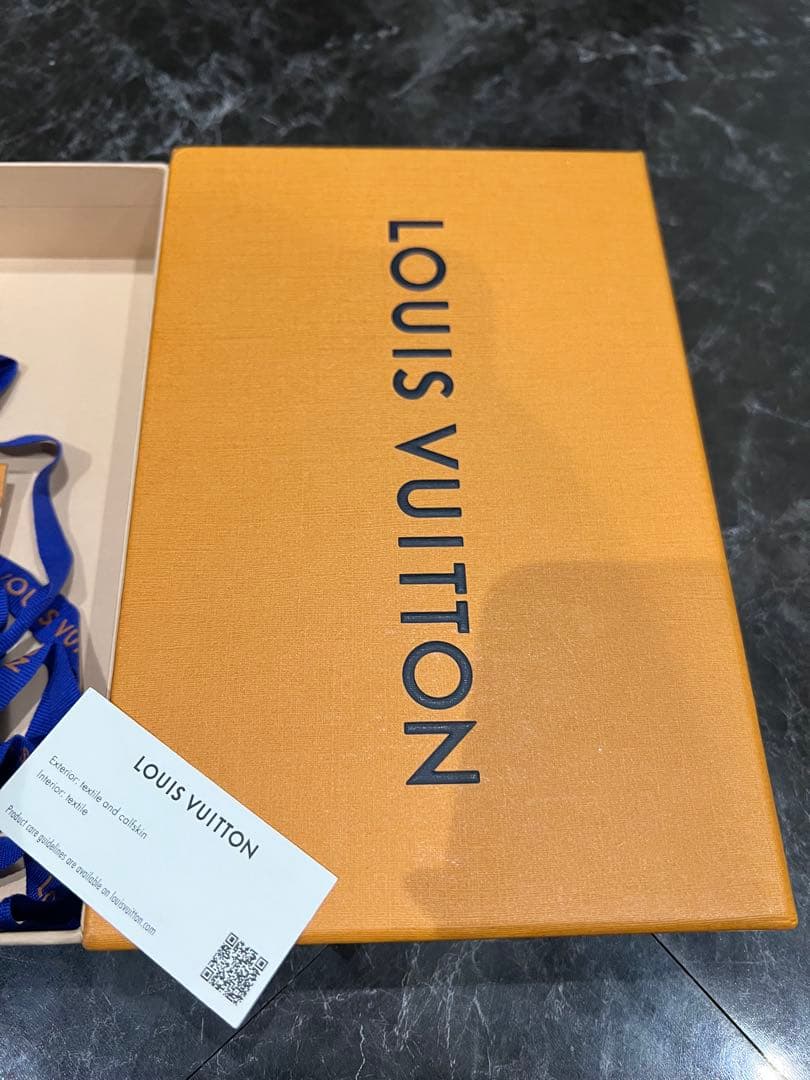 LOUIS VUITTON
LOUIS VUITTON
Exterior: textile and calfskin
Interior: textile
Product care guidelines are available on louisvuitton.com